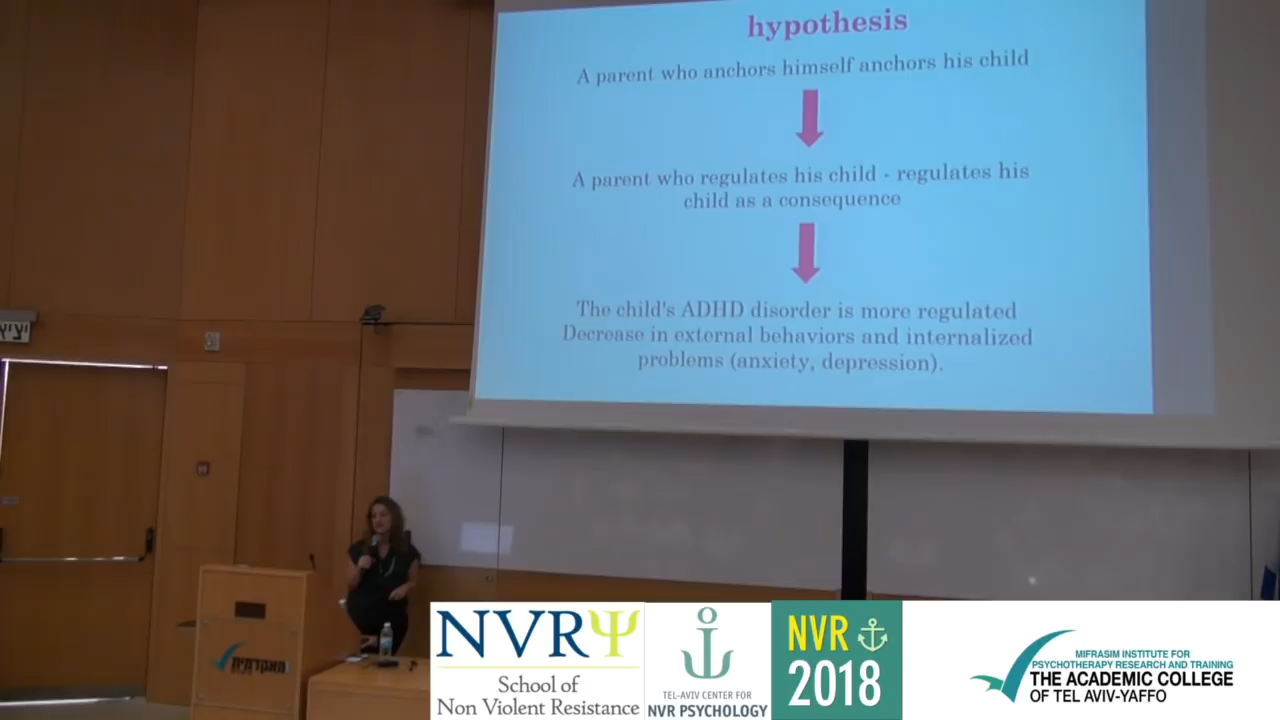 hypothesis
A parent who anchors himself anchors his child
A parent who regulates his child - regulates his
child as a consequence
The child's ADHD disorder is more regulated
Decrease in external behaviors and internalized
problems (anxiety, depression).
יציא
האקדמית
NVRΨ
School of
Non Violent Resistance
TEL-AVIV CENTER FOR
NVR PSYCHOLOGY
NVR
2018
MIFRASIM INSTITUTE FOR
PSYCHOTHERAPY RESEARCH AND TRAINING
THE ACADEMIC COLLEGE
OF TEL AVIV-YAFFO